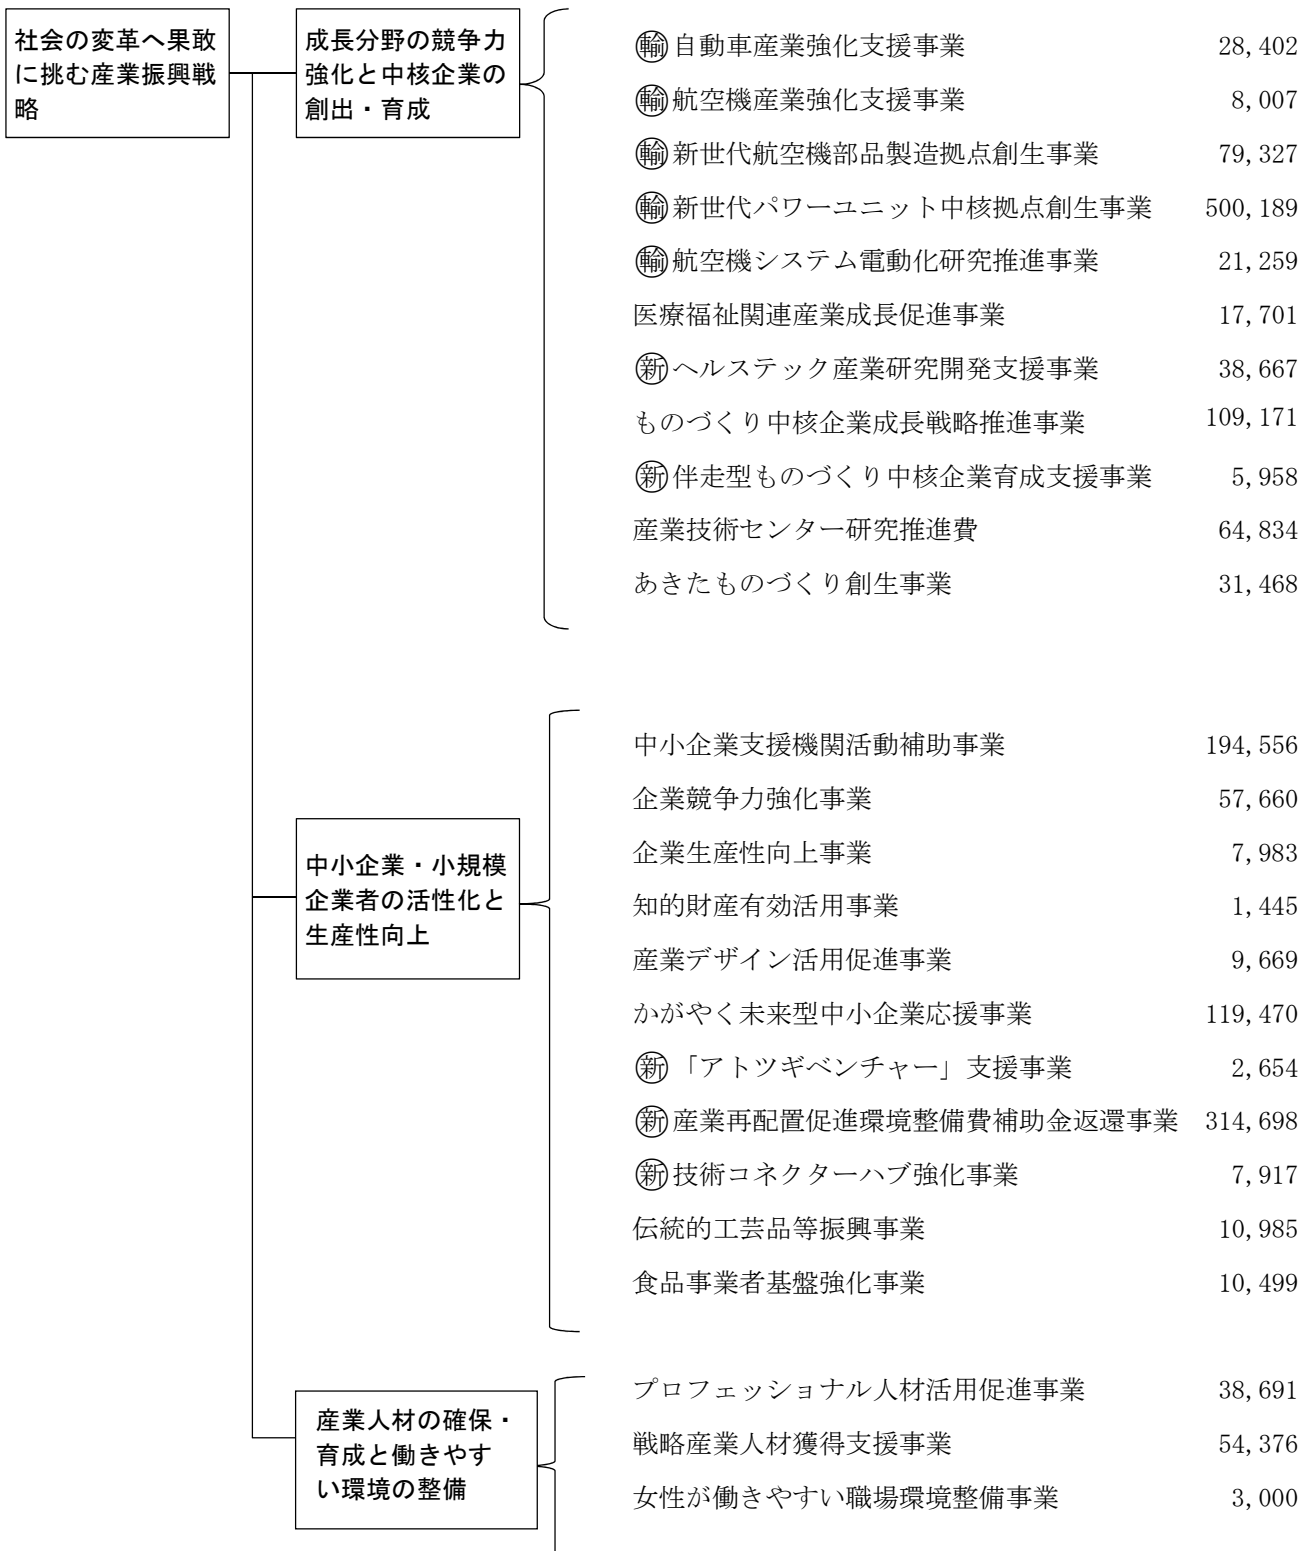 社会の変革へ果敢
に挑む産業振興戦
略
成長分野の競争力
強化と中核企業の
創出・育成
㊢自動車産業強化支援事業 28,402
輸航空機産業強化支援事業 8,007
輸新世代航空機部品製造拠点創生事業 79,327
輸新世代パワーユニット中核拠点創生事業 500,189
輸航空機システム電動化研究推進事業 21,259
医療福祉関連産業成長促進事業 17,701
新ヘルステック産業研究開発支援事業 38,667
ものづくり中核企業成長戦略推進事業 109,171
新伴走型ものづくり中核企業育成支援事業 5,958
産業技術センター研究推進費 64,834
あきたものづくり創生事業 31,468
中小企業・小規模
企業者の活性化と
生産性向上
中小企業支援機関活動補助事業 194,556
企業競争力強化事業 57,660
企業生産性向上事業 7,983
知的財産有効活用事業 1,445
産業デザイン活用促進事業 9,669
かがやく未来型中小企業応援事業 119,470
新「アトツギベンチャー」支援事業 2,654
新産業再配置促進環境整備費補助金返還事業 314,698
新技術コネクターハブ強化事業 7,917
伝統的工芸品等振興事業 10,985
食品事業者基盤強化事業 10,499
産業人材の確保・
育成と働きやす
い環境の整備
プロフェッショナル人材活用促進事業 38,691
戦略産業人材獲得支援事業 54,376
女性が働きやすい職場環境整備事業 3,000